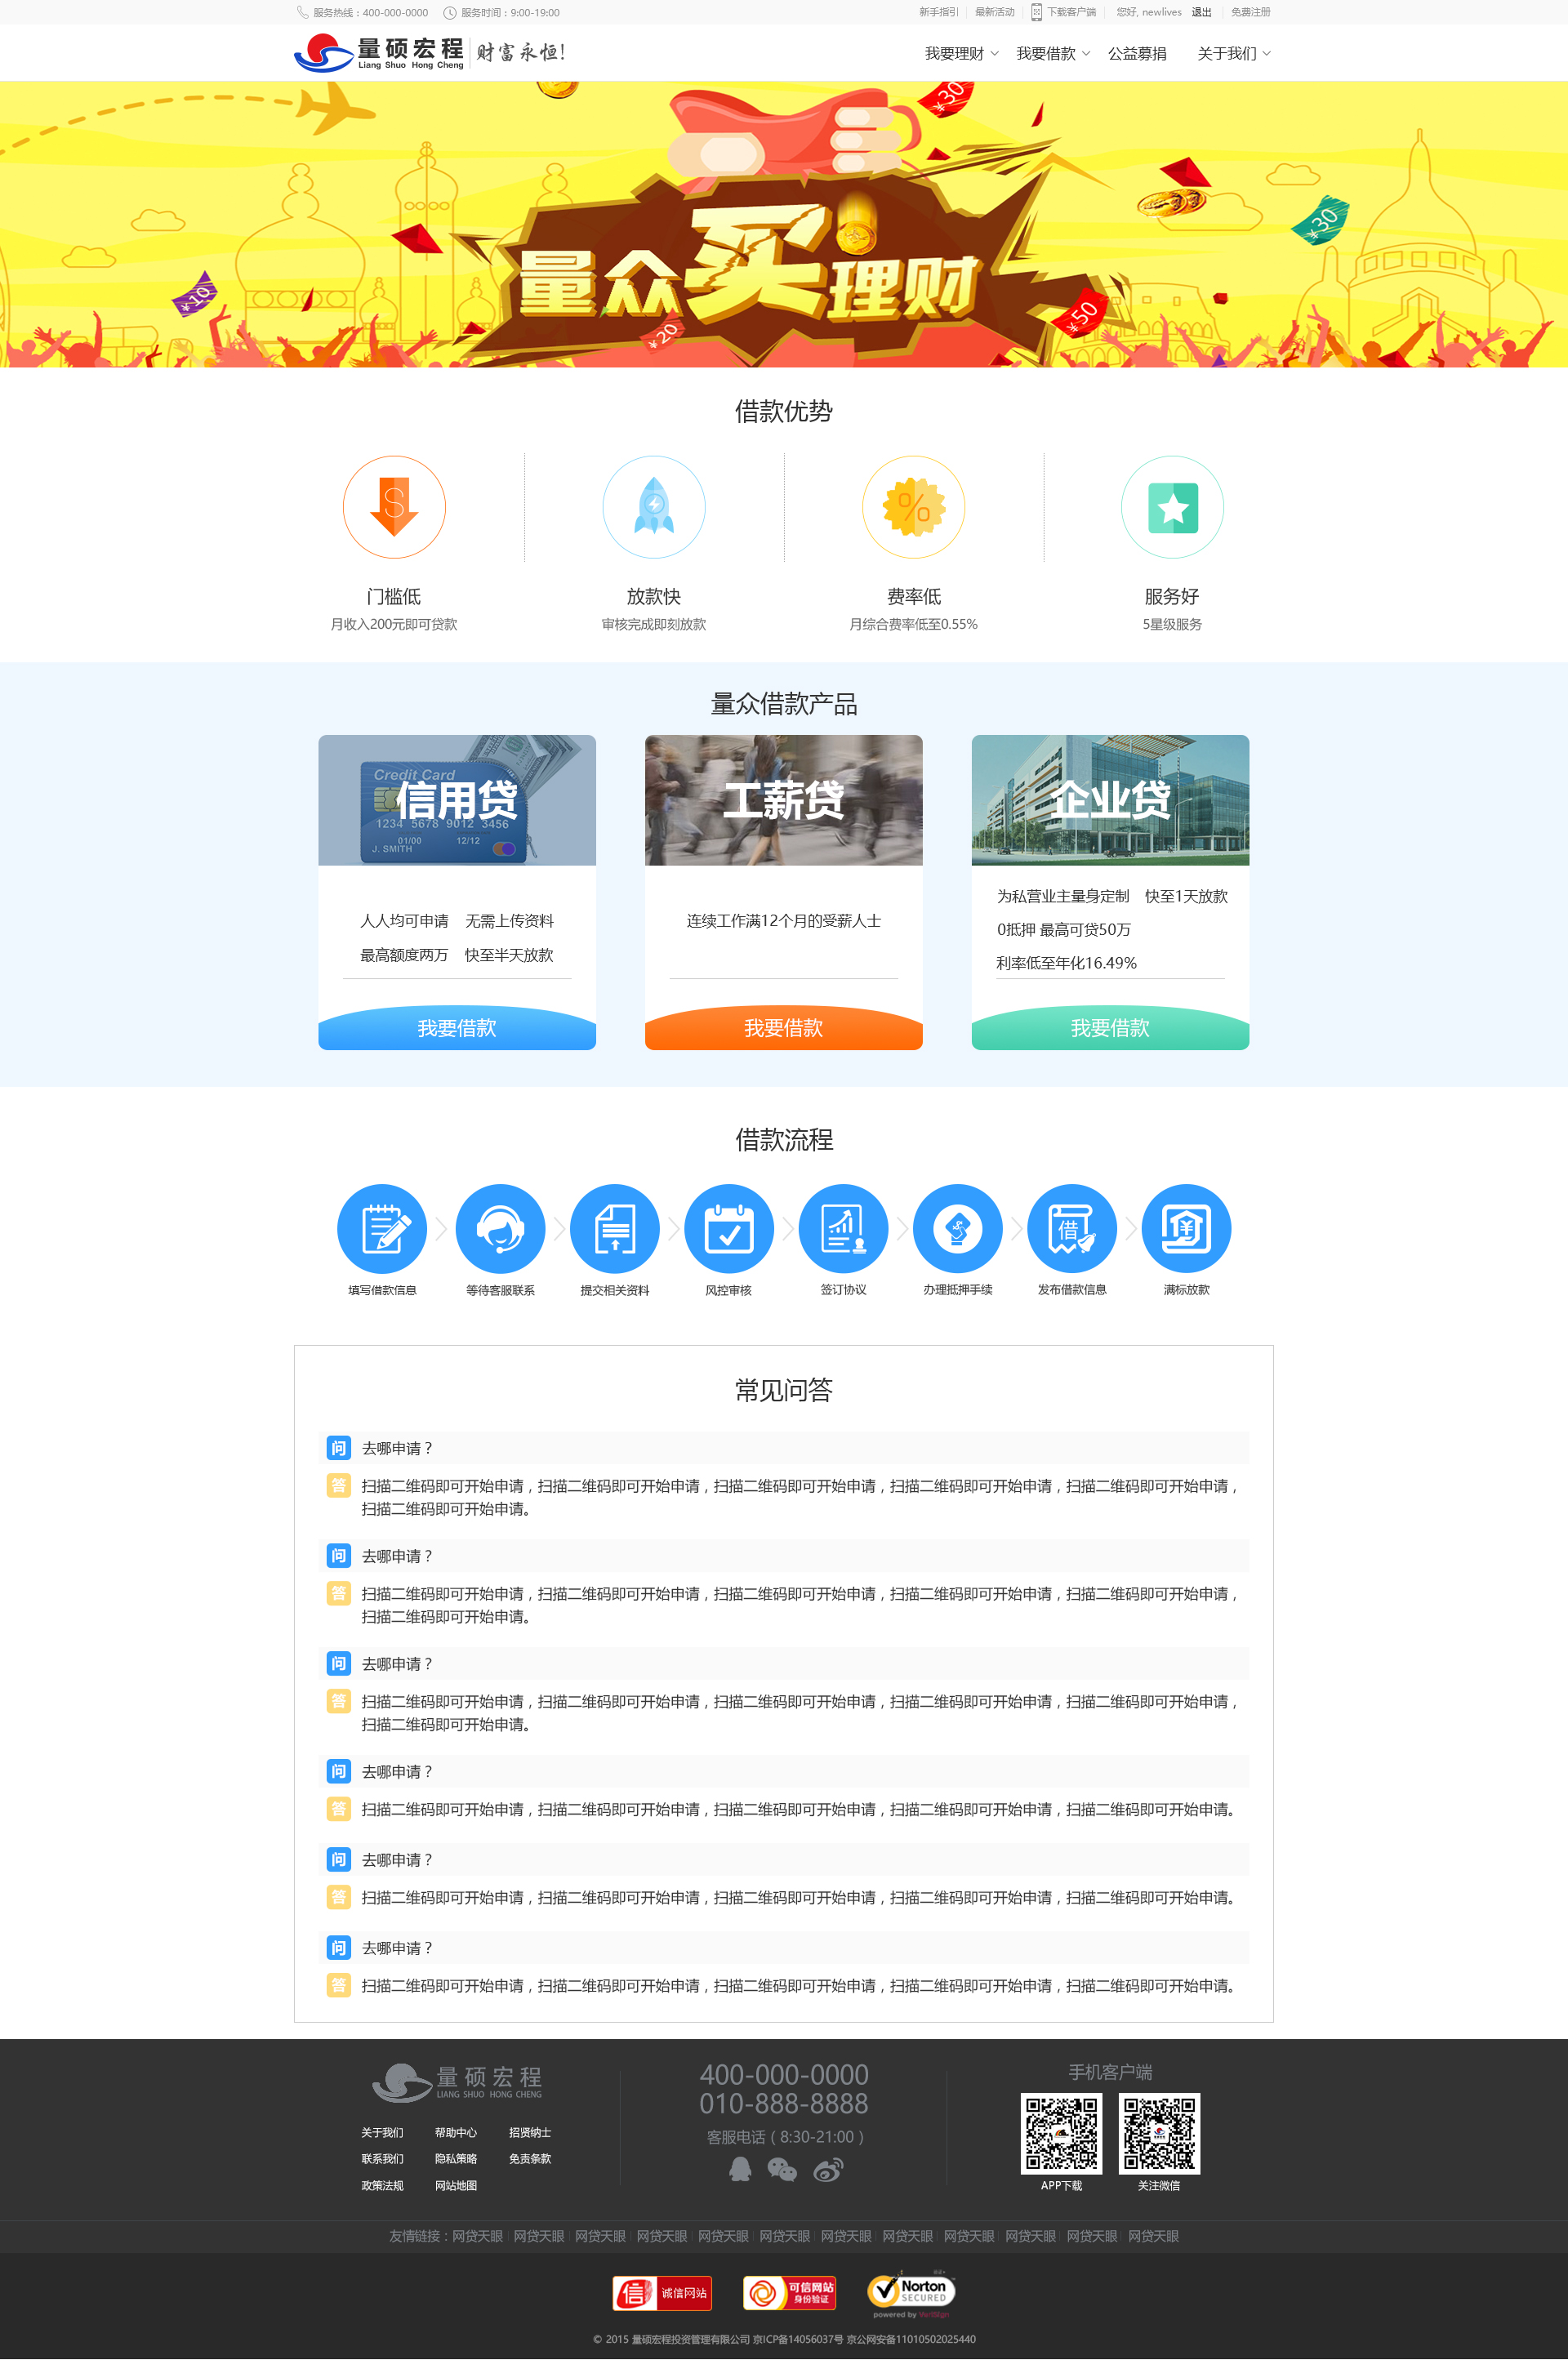 服务热线：400-000-0000 服务时间：9:00-19:00 新手指引 最新活动 下载客户端 您好, newlives 退出 免费注册
量硕宏程 财富永恒!
Liang Shuo Hong Cheng
我要理财 我要借款 公益募捐 关于我们
¥30
¥30
¥10
量众买理财
¥50
¥20
借款优势
$ %
门槛低 放款快 费率低 服务好
月收入200元即可贷款 审核完成即刻放款 月综合费率低至0.55% 5星级服务
量众借款产品
Credit Card
信用贷 工薪贷 企业贷
1234 5678 9012 3456
01/00 12/12
J. SMITH
人人均可申请 无需上传资料
最高额度两万 快至半天放款
连续工作满12个月的受薪人士
为私营业主量身定制 快至1天放款
0抵押 最高可贷50万
利率低至年化16.49%
我要借款 我要借款 我要借款
借款流程
借 ¥
填写借款信息 等待客服联系 提交相关资料 风控审核 签订协议 办理抵押手续 发布借款信息 满标放款
常见问答
问 去哪申请？
答 扫描二维码即可开始申请，扫描二维码即可开始申请，扫描二维码即可开始申请，扫描二维码即可开始申请，扫描二维码即可开始申请，
扫描二维码即可开始申请。
问 去哪申请？
答 扫描二维码即可开始申请，扫描二维码即可开始申请，扫描二维码即可开始申请，扫描二维码即可开始申请，扫描二维码即可开始申请，
扫描二维码即可开始申请。
问 去哪申请？
答 扫描二维码即可开始申请，扫描二维码即可开始申请，扫描二维码即可开始申请，扫描二维码即可开始申请，扫描二维码即可开始申请，
扫描二维码即可开始申请。
问 去哪申请？
答 扫描二维码即可开始申请，扫描二维码即可开始申请，扫描二维码即可开始申请，扫描二维码即可开始申请，扫描二维码即可开始申请。
问 去哪申请？
答 扫描二维码即可开始申请，扫描二维码即可开始申请，扫描二维码即可开始申请，扫描二维码即可开始申请，扫描二维码即可开始申请。
问 去哪申请？
答 扫描二维码即可开始申请，扫描二维码即可开始申请，扫描二维码即可开始申请，扫描二维码即可开始申请，扫描二维码即可开始申请。
量硕宏程
LIANG SHUO HONG CHENG
关于我们 帮助中心 招贤纳士
联系我们 隐私策略 免责条款
政策法规 网站地图
400-000-0000
010-888-8888
客服电话（8:30-21:00）
手机客户端
APP下载 关注微信
友情链接：网贷天眼 网贷天眼 网贷天眼 网贷天眼 网贷天眼 网贷天眼 网贷天眼 网贷天眼 网贷天眼 网贷天眼 网贷天眼 网贷天眼
信 诚信网站
可信网站
身份验证
Norton
SECURED
powered by VeriSign
© 2015 量硕宏程投资管理有限公司 京ICP备14056037号 京公网安备11010502025440